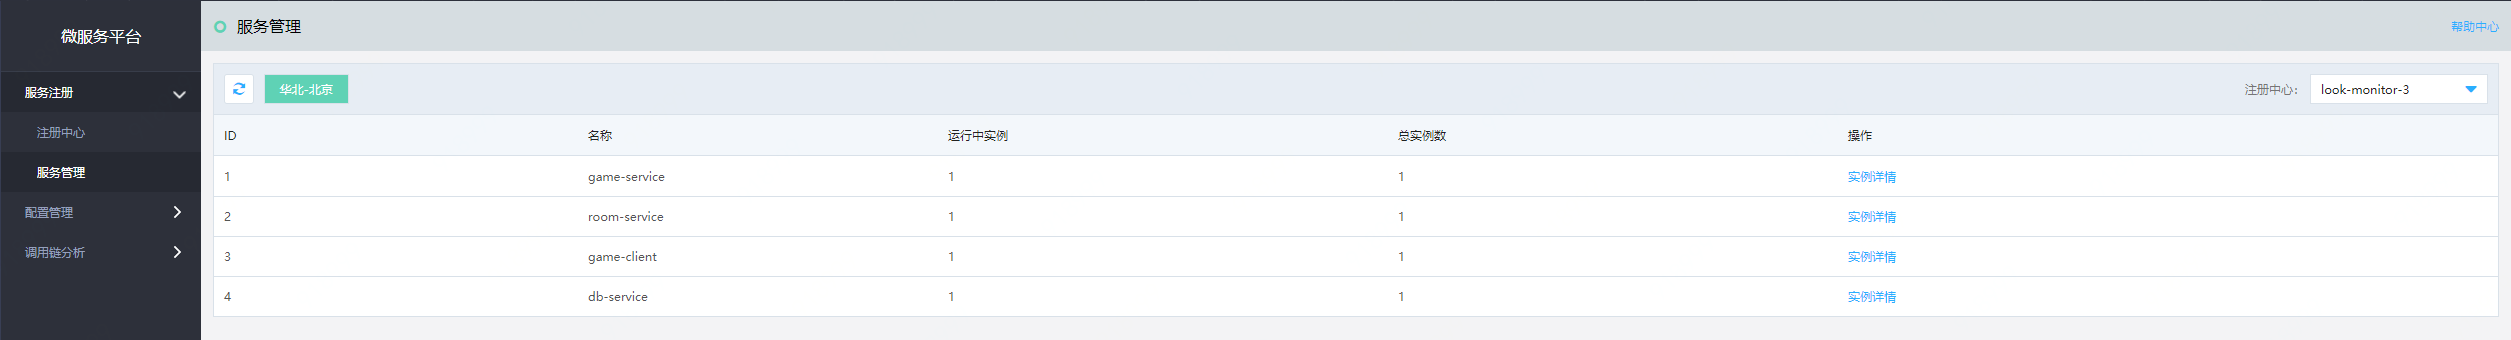 微服务平台
服务注册
注册中心
服务管理
配置管理
调用链分析
服务管理
帮助中心
华北-北京
注册中心： look-monitor-3
ID 名称 运行中实例 总实例数 操作
1 game-service 1 1 实例详情
2 room-service 1 1 实例详情
3 game-client 1 1 实例详情
4 db-service 1 1 实例详情